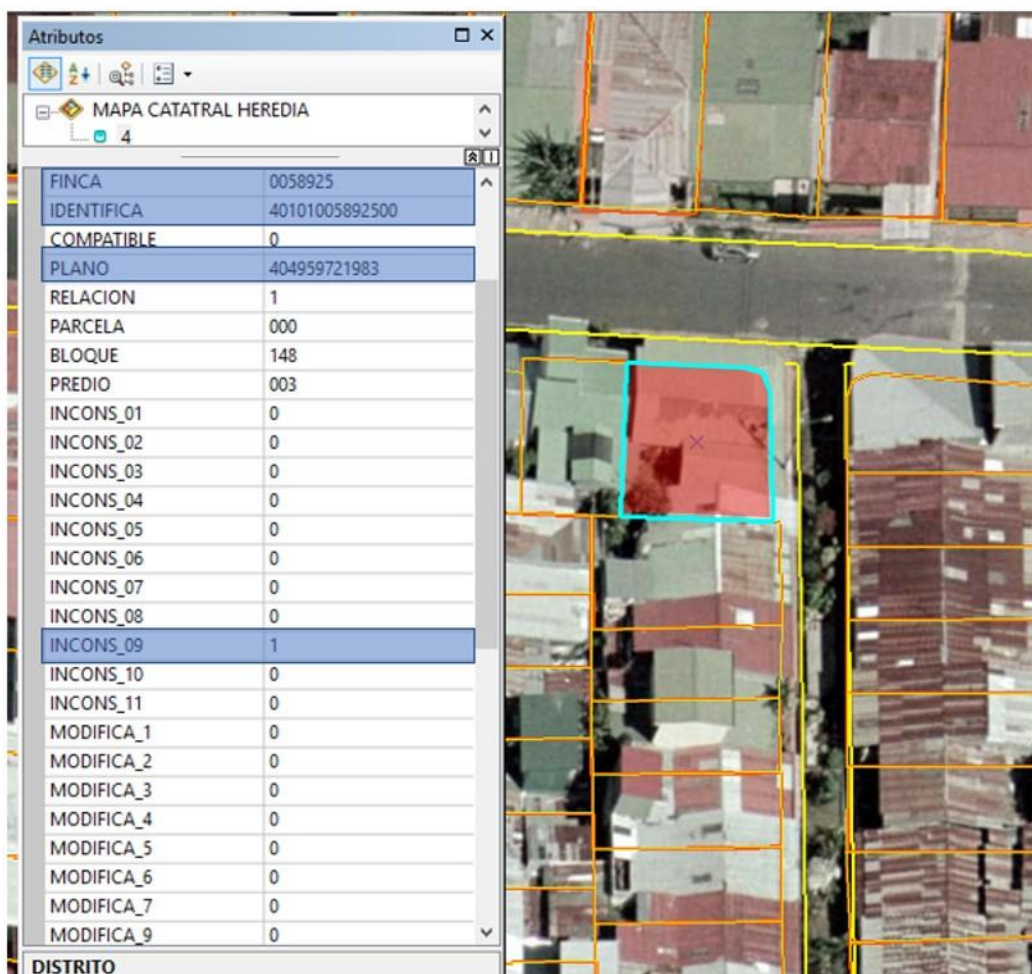 Atributos
MAPA CATATRAL HEREDIA
4
FINCA 0058925
IDENTIFICA 40101005892500
COMPATIBLE 0
PLANO 404959721983
RELACION 1
PARCELA 000
BLOQUE 148
PREDIO 003
INCONS_01 0
INCONS_02 0
INCONS_03 0
INCONS_04 0
INCONS_05 0
INCONS_06 0
INCONS_07 0
INCONS_08 0
INCONS_09 1
INCONS_10 0
INCONS_11 0
MODIFICA_1 0
MODIFICA_2 0
MODIFICA_3 0
MODIFICA_4 0
MODIFICA_5 0
MODIFICA_6 0
MODIFICA_7 0
MODIFICA_9 0
DISTRITO